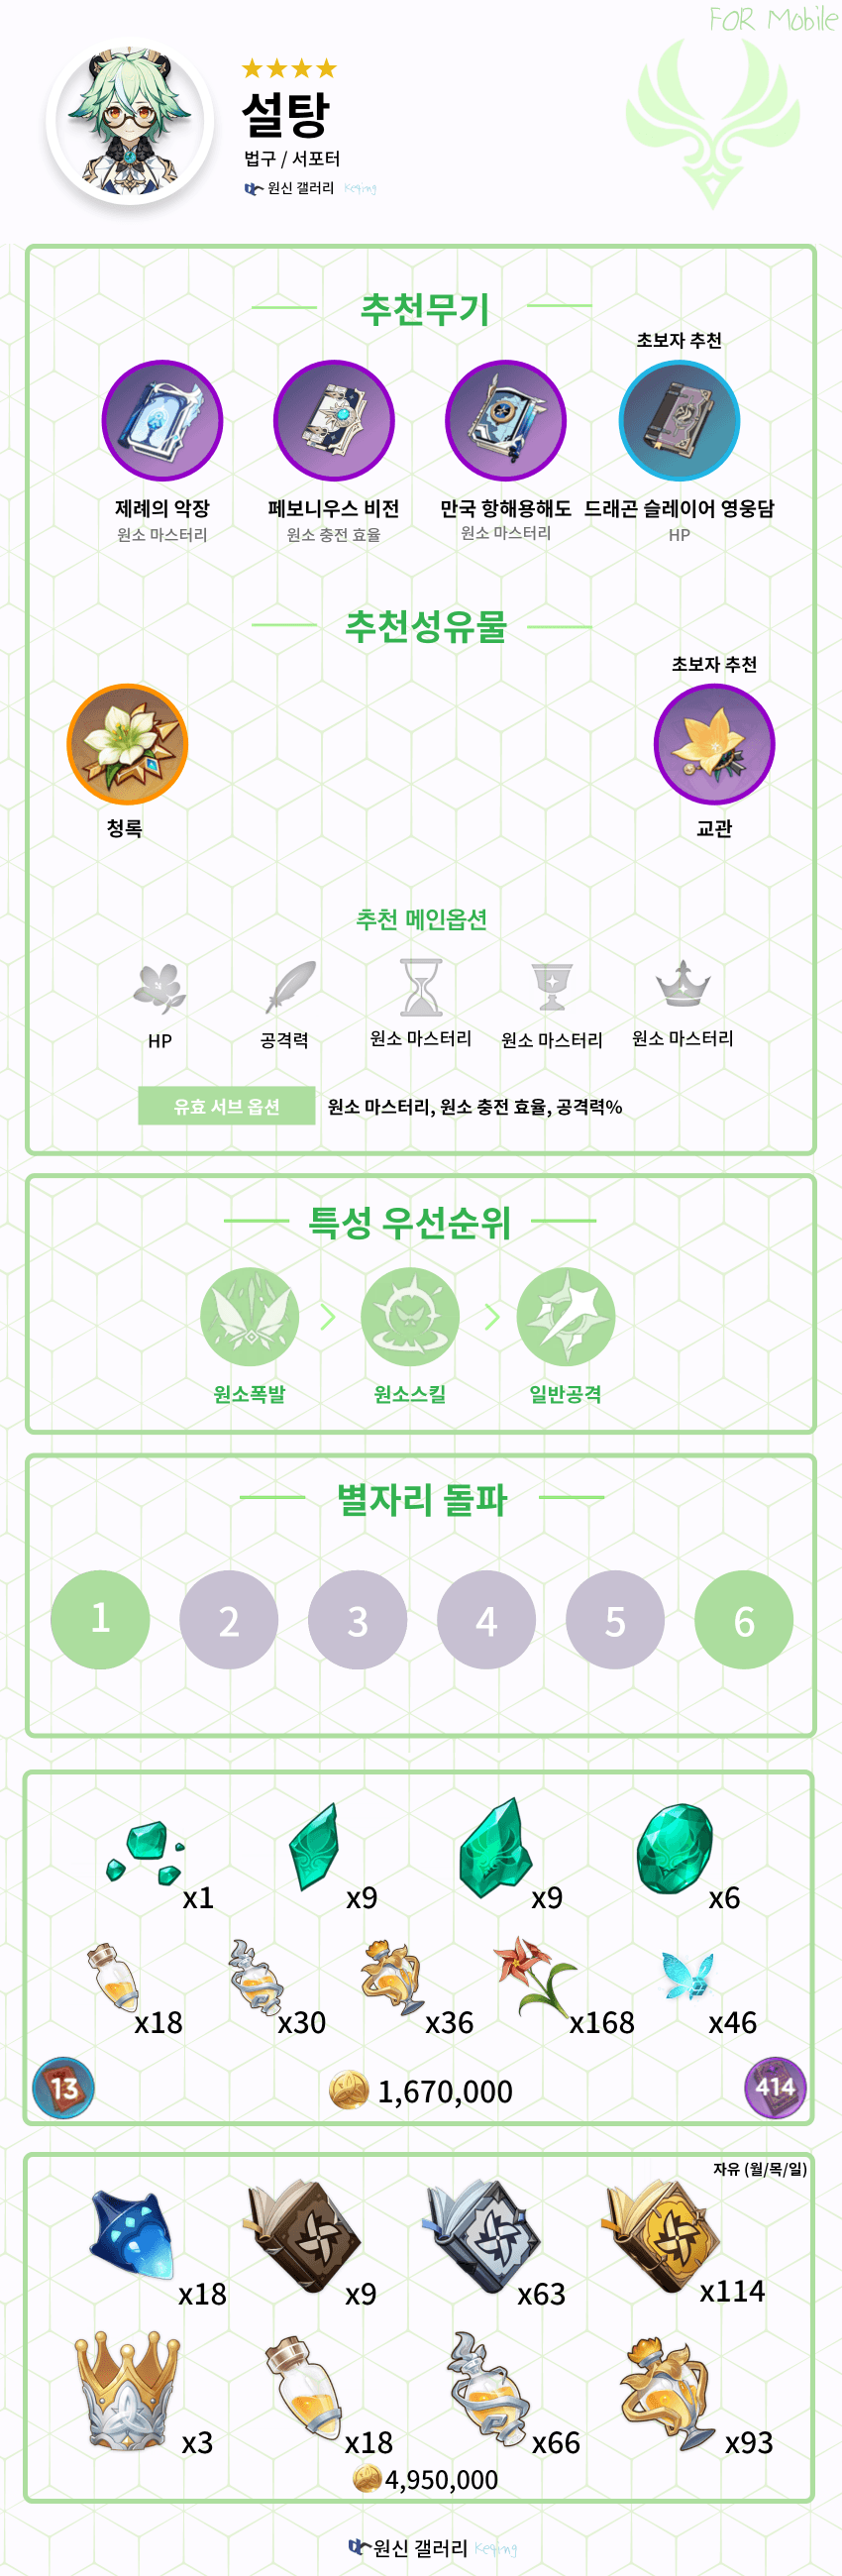 FOR Mobile
설탕
법구 / 서포터
원신 갤러리 Keqing
추천무기
초보자 추천
제례의 악장 페보니우스 비전 만국 항해용해도 드래곤 슬레이어 영웅담
원소 마스터리 원소 충전 효율 원소 마스터리 HP
추천성유물
초보자 추천
청록 교관
추천 메인옵션
HP 공격력 원소 마스터리 원소 마스터리 원소 마스터리
유효 서브 옵션 원소 마스터리, 원소 충전 효율, 공격력%
특성 우선순위
원소폭발 원소스킬 일반공격
별자리 돌파
1 2 3 4 5 6
x1 x9 x9 x6
x18 x30 x36 x168 x46
13 1,670,000 414
자유 (월/목/일)
x18 x9 x63 x114
x3 x18 x66 x93
4,950,000
원신 갤러리 Keqing